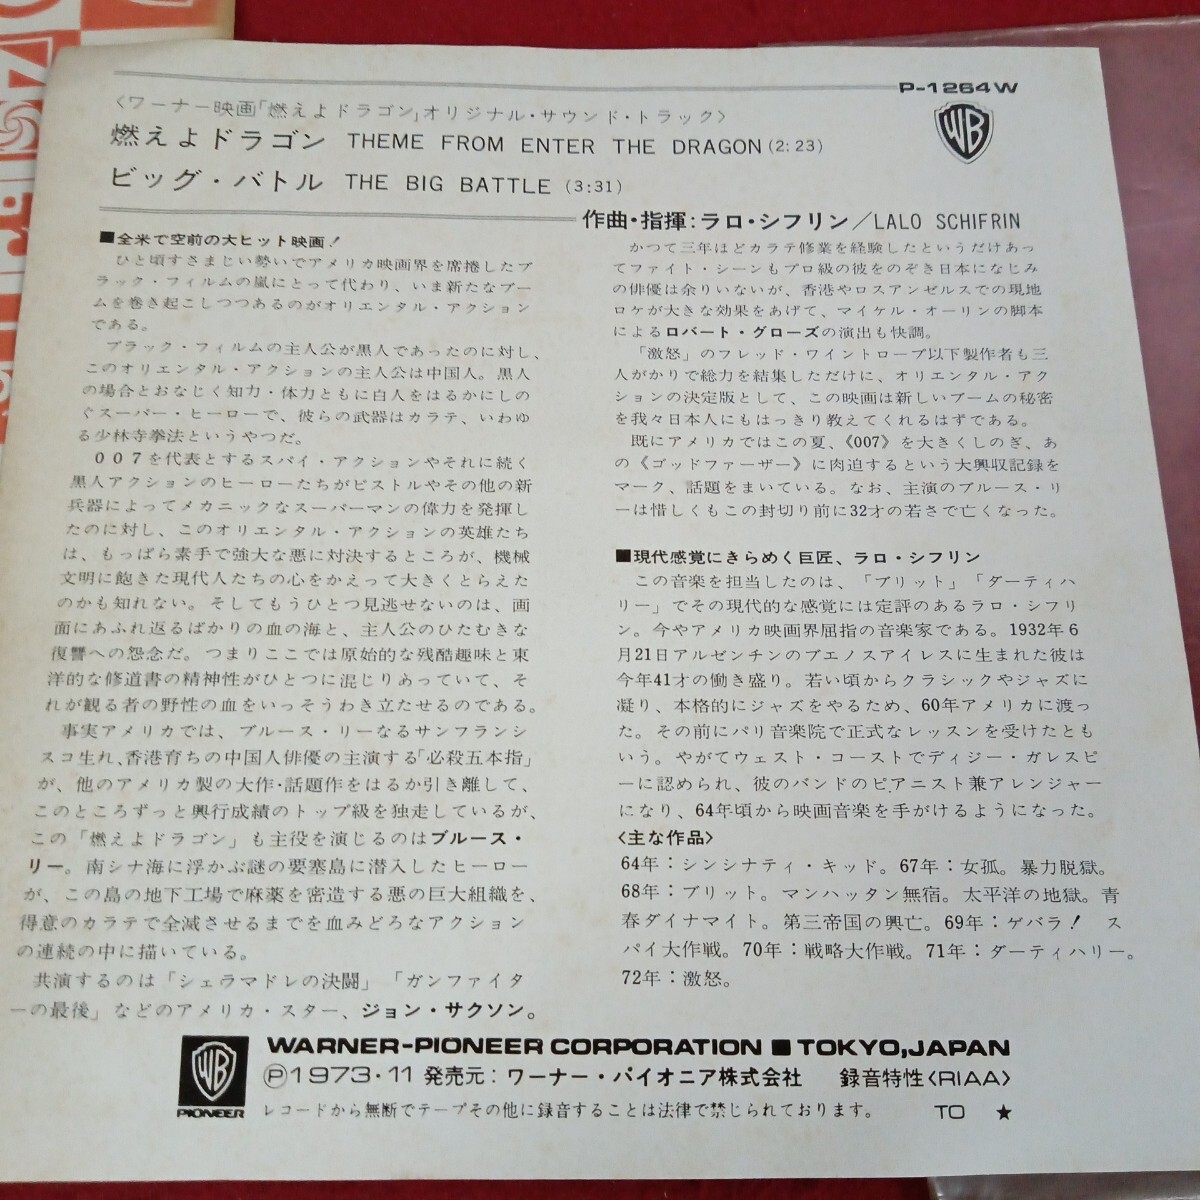 P-1264W
〈ワーナー映画「燃えよドラゴン」オリジナル・サウンド・トラック〉
WB
燃えよドラゴン THEME FROM ENTER THE DRAGON (2:23)
ビッグ・バトル THE BIG BATTLE (3:31)
作曲・指揮:ラロ・シフリン/LALO SCHIFRIN
■全米で空前の大ヒット映画!
ひと頃すさまじい勢いでアメリカ映画界を席捲したブ
ラック・フィルムの嵐にとって代わり、いま新たなブー
ムを巻き起こしつつあるのがオリエンタル・アクション
である。
ブラック・フィルムの主人公が黒人であったのに対し、
このオリエンタル・アクションの主人公は中国人。黒人
の場合とおなじく知力・体力ともに白人をはるかにしの
ぐスーパー・ヒーローで、彼らの武器はカラテ、いわゆ
る少林寺拳法というやつだ。
007を代表とするスパイ・アクションやそれに続く
黒人アクションのヒーローたちがピストルやその他の新
兵器によってメカニックなスーパーマンの偉力を発揮し
たのに対し、このオリエンタル・アクションの英雄たち
は、もっぱら素手で強大な悪に対決するところが、機械
文明に飽きた現代人たちの心をかえって大きくとらえた
のかも知れない。そしてもうひとつ見逃せないのは、画
面にあふれ返るばかりの血の海と、主人公のひたむきな
復讐への怨念だ。つまりここでは原始的な残酷趣味と東
洋的な修道書の精神性がひとつに混じりあっていて、そ
れが観る者の野性の血をいっそうわき立たせるのである。
事実アメリカでは、ブルース・リーなるサンフランシ
スコ生れ、香港育ちの中国人俳優の主演する「必殺五本指」
が、他のアメリカ製の大作・話題作をはるか引き離して、
このところずっと興行成績のトップ級を独走しているが、
この「燃えよドラゴン」も主役を演じるのはブルース・
リー。南シナ海に浮かぶ謎の要塞島に潜入したヒーロー
が、この島の地下工場で麻薬を密造する悪の巨大組織を、
得意のカラテで全滅させるまでを血みどろなアクション
の連続の中に描いている。
共演するのは「シェラマドレの決闘」「ガンファイタ
ーの最後」などのアメリカ・スター、ジョン・サクソン。
かつて三年ほどカラテ修業を経験したというだけあっ
てファイト・シーンもプロ級の彼をのぞき日本になじみ
の俳優は余りいないが、香港やロスアンゼルスでの現地
ロケが大きな効果をあげて、マイケル・オーリンの脚本
によるロバート・グローズの演出も快調。
「激怒」のフレッド・ワイントローブ以下製作者も三
人がかりで総力を結集しただけに、オリエンタル・アク
ションの決定版として、この映画は新しいブームの秘密
を我々日本人にもはっきり教えてくれるはずである。
既にアメリカではこの夏、《007》を大きくしのぎ、あ
の《ゴッドファーザー》に肉迫するという大興収記録を
マーク、話題をまいている。なお、主演のブルース・リ
ーは惜しくもこの封切り前に32才の若さで亡くなった。
■現代感覚にきらめく巨匠、ラロ・シフリン
この音楽を担当したのは、「ブリット」「ダーティハ
リー」でその現代的な感覚には定評のあるラロ・シフリ
ン。今やアメリカ映画界屈指の音楽家である。1932年6
月21日アルゼンチンのブエノスアイレスに生まれた彼は
今年41才の働き盛り。若い頃からクラシックやジャズに
凝り、本格的にジャズをやるため、60年アメリカに渡っ
た。その前にパリ音楽院で正式なレッスンを受けたとも
いう。やがてウェスト・コーストでディジー・ガレスピ
ーに認められ、彼のバンドのピアニスト兼アレンジャー
になり、64年頃から映画音楽を手がけるようになった。
〈主な作品〉
64年:シンシナティ・キッド。67年:女狐。暴力脱獄。
68年:ブリット。マンハッタン無宿。太平洋の地獄。青
春ダイナマイト。第三帝国の興亡。69年:ゲバラ! ス
パイ大作戦。70年:戦略大作戦。71年:ダーティハリー。
72年:激怒。
WB
PIONEER
WARNER-PIONEER CORPORATION ■ TOKYO,JAPAN
Ⓟ1973・11 発売元:ワーナー・パイオニア株式会社 録音特性〈RIAA〉
レコードから無断でテープその他に録音することは法律で禁じられております。 TO ★